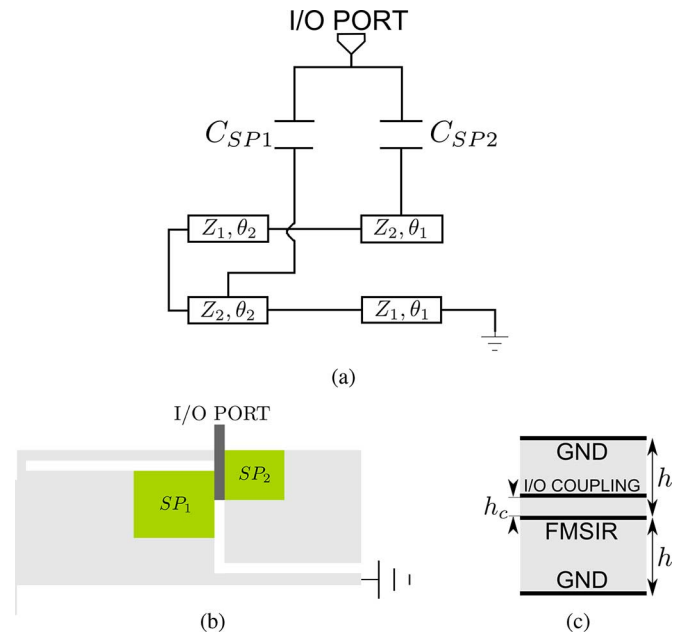 I/O PORT
C_{SP1} C_{SP2}
Z_1, θ_2 Z_2, θ_1
Z_2, θ_2 Z_1, θ_1
(a)
I/O PORT
SP_1 SP_2
(b)
GND
I/O COUPLING
h
h_c
FMSIR
h
GND
(c)